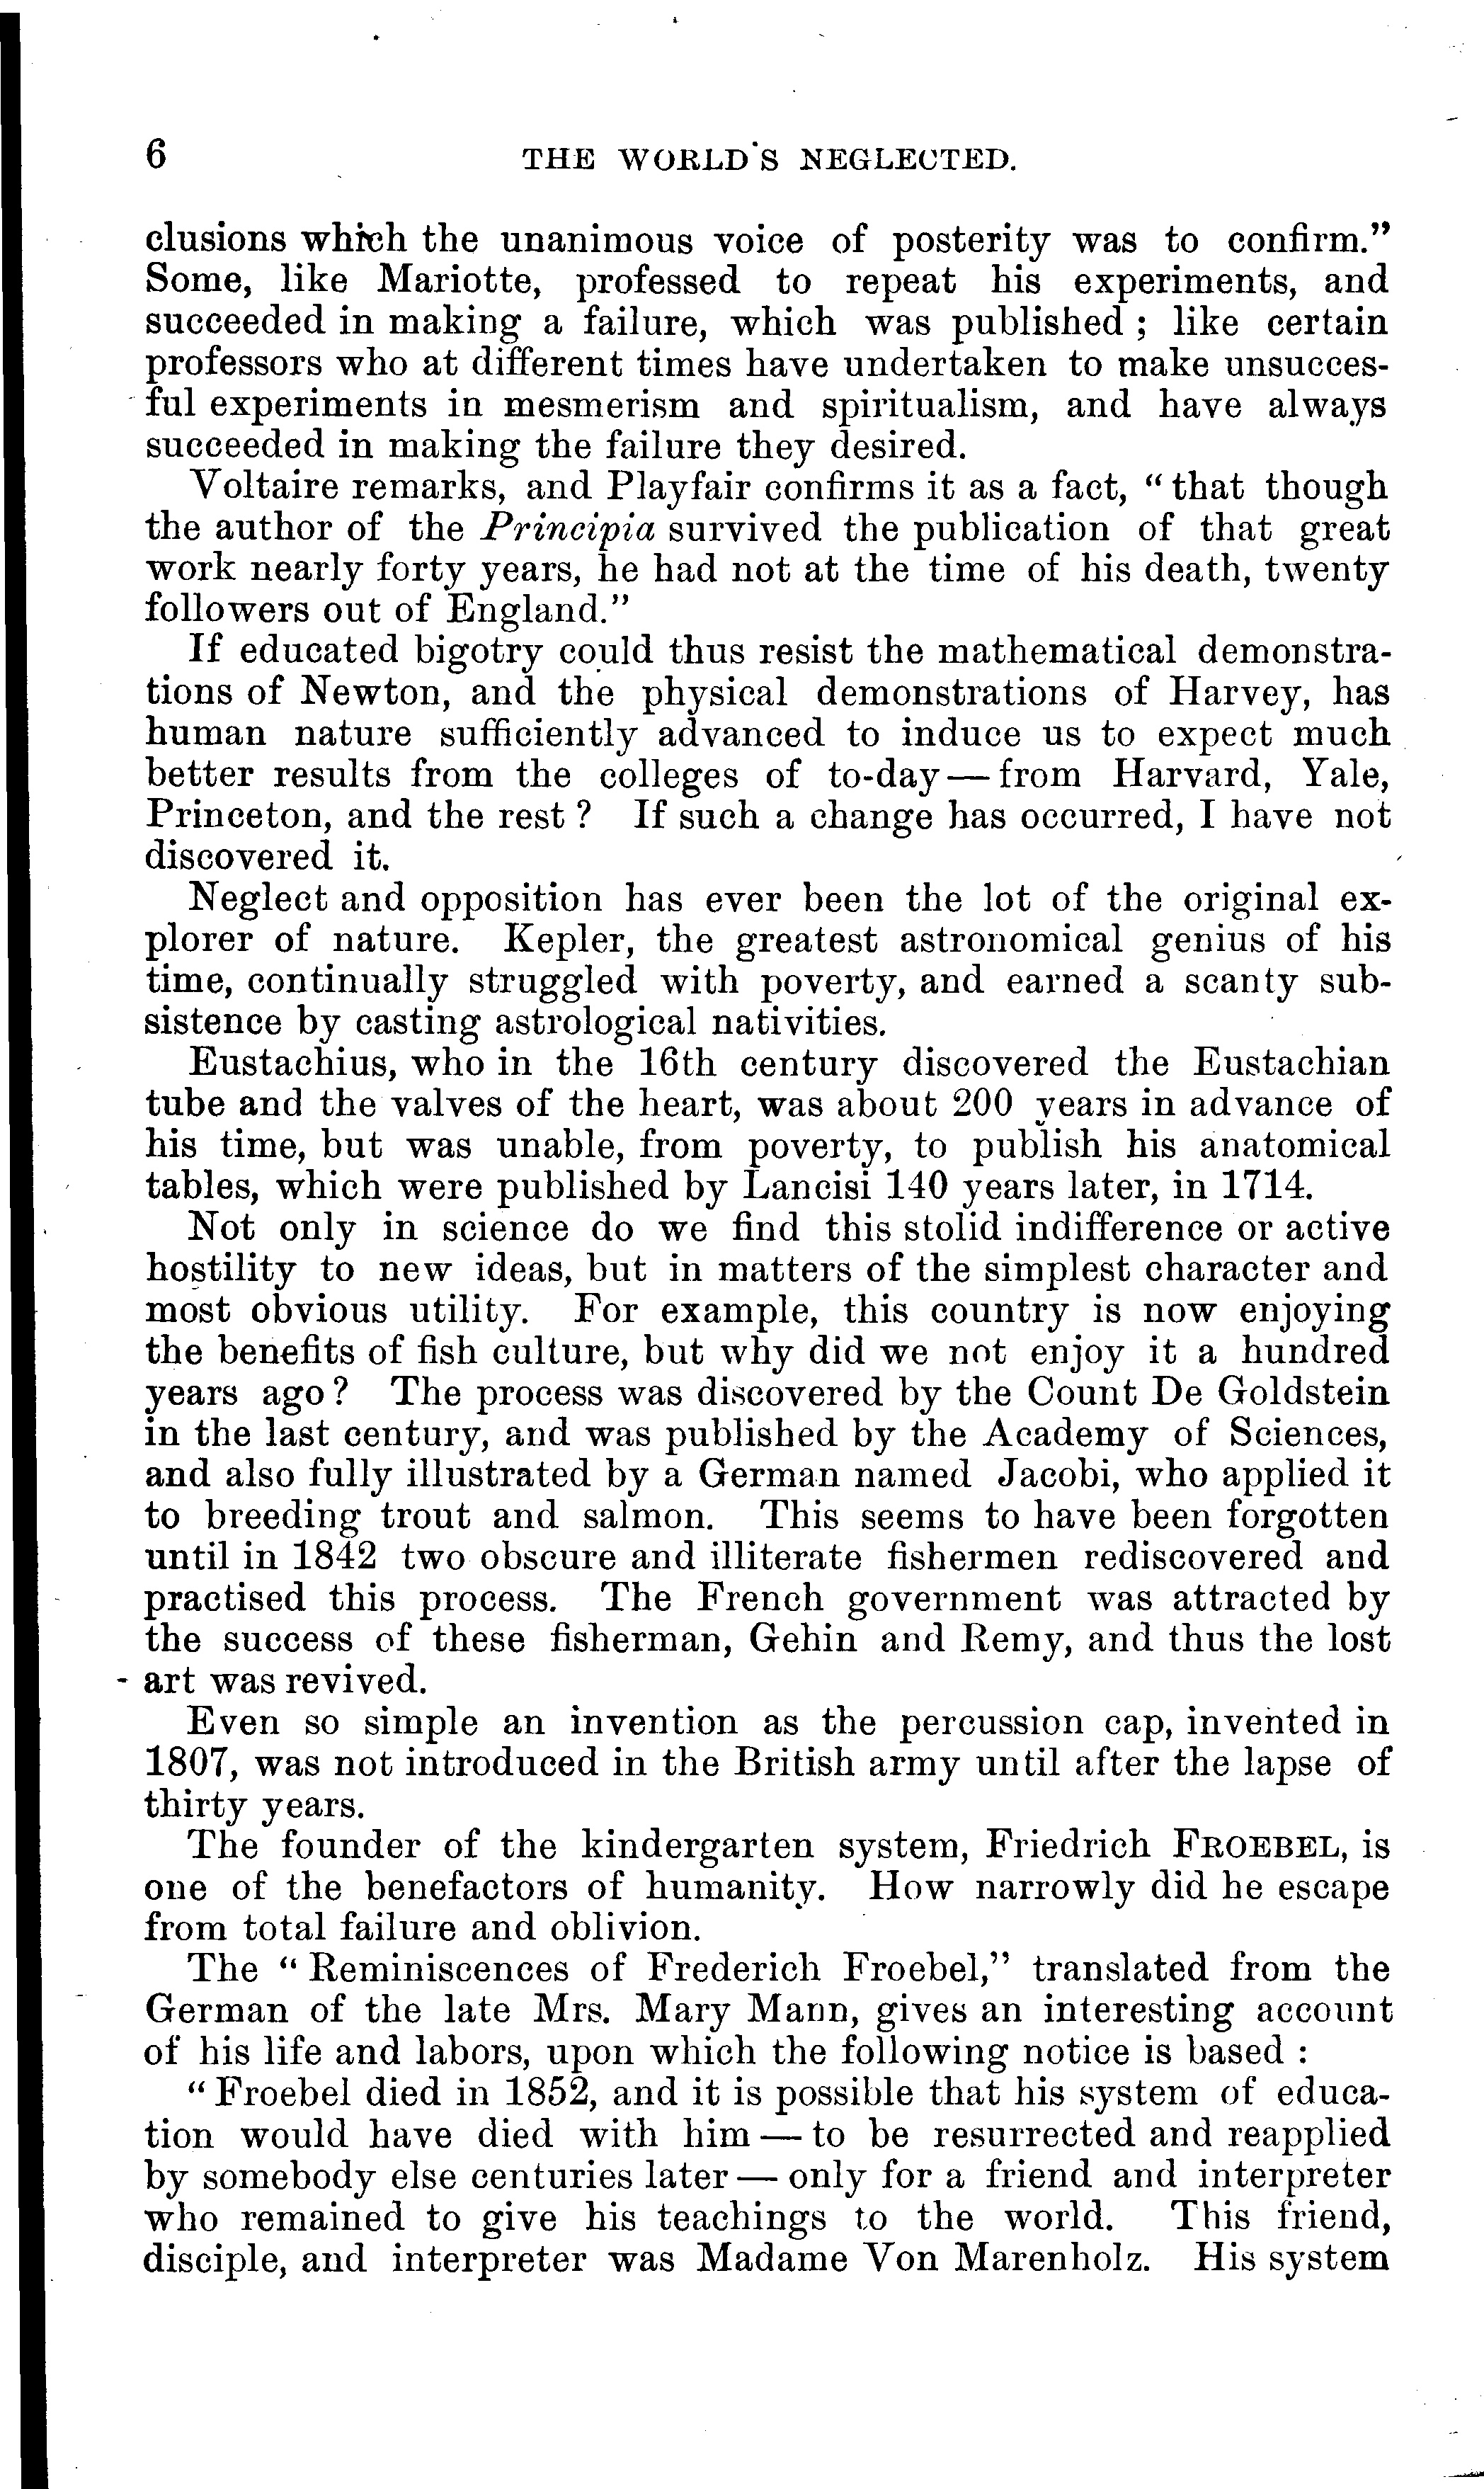 6 THE WORLD'S NEGLECTED.
clusions which the unanimous voice of posterity was to confirm."
Some, like Mariotte, professed to repeat his experiments, and
succeeded in making a failure, which was published ; like certain
professors who at different times have undertaken to make unsucces-
ful experiments in mesmerism and spiritualism, and have always
succeeded in making the failure they desired.
Voltaire remarks, and Playfair confirms it as a fact, "that though
the author of the Principia survived the publication of that great
work nearly forty years, he had not at the time of his death, twenty
followers out of England."
If educated bigotry could thus resist the mathematical demonstra-
tions of Newton, and the physical demonstrations of Harvey, has
human nature sufficiently advanced to induce us to expect much
better results from the colleges of to-day — from Harvard, Yale,
Princeton, and the rest ? If such a change has occurred, I have not
discovered it.
Neglect and opposition has ever been the lot of the original ex-
plorer of nature. Kepler, the greatest astronomical genius of his
time, continually struggled with poverty, and earned a scanty sub-
sistence by casting astrological nativities.
Eustachius, who in the 16th century discovered the Eustachian
tube and the valves of the heart, was about 200 years in advance of
his time, but was unable, from poverty, to publish his anatomical
tables, which were published by Lancisi 140 years later, in 1714.
Not only in science do we find this stolid indifference or active
hostility to new ideas, but in matters of the simplest character and
most obvious utility. For example, this country is now enjoying
the benefits of fish culture, but why did we not enjoy it a hundred
years ago? The process was discovered by the Count De Goldstein
in the last century, and was published by the Academy of Sciences,
and also fully illustrated by a German named Jacobi, who applied it
to breeding trout and salmon. This seems to have been forgotten
until in 1842 two obscure and illiterate fishermen rediscovered and
practised this process. The French government was attracted by
the success of these fisherman, Gehin and Remy, and thus the lost
art was revived.
Even so simple an invention as the percussion cap, invented in
1807, was not introduced in the British army until after the lapse of
thirty years.
The founder of the kindergarten system, Friedrich FROEBEL, is
one of the benefactors of humanity. How narrowly did he escape
from total failure and oblivion.
The "Reminiscences of Frederich Froebel," translated from the
German of the late Mrs. Mary Mann, gives an interesting account
of his life and labors, upon which the following notice is based :
"Froebel died in 1852, and it is possible that his system of educa-
tion would have died with him — to be resurrected and reapplied
by somebody else centuries later — only for a friend and interpreter
who remained to give his teachings to the world. This friend,
disciple, and interpreter was Madame Von Marenholz. His system